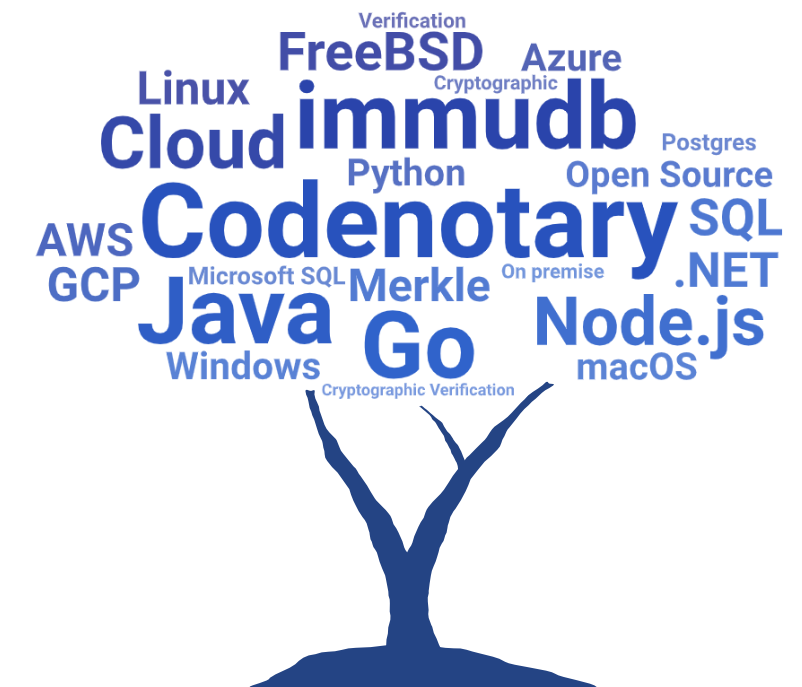 Verification
FreeBSD
Azure
Linux
Cryptographic
immudb
Cloud
Postgres
Python
Open Source
Codenotary
SQL
AWS
.NET
GCP
Microsoft SQL
Merkle
On premise
Java
Node.js
Go
Windows
macOS
Cryptographic Verification